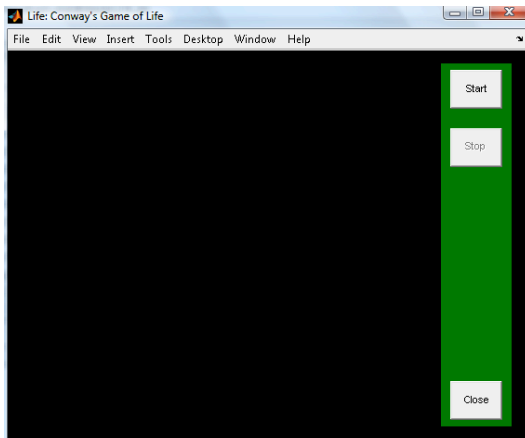 Life: Conway's Game of Life
File Edit View Insert Tools Desktop Window Help
Start
Stop
Close